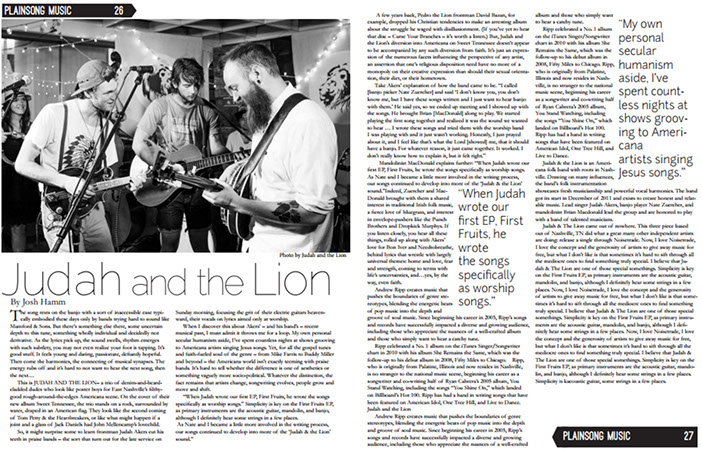 PLAINSONG MUSIC 26
Photo by Judah and the Lion
Judah and the Lion
By Josh Hamm
The song rests on the banjo with a sort of inaccessible ease typi-
cally embodied these days only by bands trying hard to sound like
Mumford & Sons. But there's something else there, some uncertain
depth to this tune, something wholly individual and decidedly not
derivative. As the lyrics pick up, the sound swells, rhythm emerges
with such subtlety, you may not even realize your foot is tapping. It's
good stuff. It feels young and daring, passionate, defiantly hopeful.
Then come the harmonies, the connecting of musical synapses. The
energy rubs off and it's hard to not want to hear the next song, then
the next…
This is JUDAH AND THE LION– a trio of denim-and-beard-
cladded dudes who look like poster boys for East Nashville's fiddy-
grinal rough-around-the-edges Americana scene. On the cover of their
new album Sweet Tennessee, the trio stands on a rock, surrounded by
water, draped in an American flag. They look like the second coming
of Tom Petty & the Heartbreakers, or like what might happen if a
joint and a glass of Jack Daniels had John Mellencamp's lovechild.
So, it might surprise some to learn frontman Judah Akers cut his
teeth in praise bands – the sort that turn out for the late service on
Sunday morning, focusing the grit of their electric guitars heaven-
ward, their vocals on lyrics aimed only at worship.
When I discover this about Akers' – and his band's – recent
musical past, I must admit it throws me for a loop. My own personal
secular humanism aside, I've spent countless nights at shows grooving
to Americana artists singing Jesus songs. Yet, for all the gospel roots
and faith-fueled soul of the genre – from Mike Farris to Buddy Miller
and beyond – the Americana world isn't exactly teeming with praise
bands. It's hard to tell whether the difference is one of aesthetics or
something vaguely more socio-political. Whatever the distinction, the
fact remains that artists change, songwriting evolves, people grow and
move and shift.
"When Judah wrote our first EP, First Fruits, he wrote the songs
specifically as worship songs." Simplicity is key on the First Fruits EP,
as primary instruments are the acoustic guitar, mandolin, and banjo,
although I definitely hear some strings in a few places.
As Nate and I became a little more involved in the writing process,
our songs continued to develop into more of the 'Judah & the Lion'
sound."
A few years back, Pedro the Lion frontman David Bazan, for
example, dropped his Christian tendencies to make an arresting album
about the struggle he waged with disillusionment. (If you've yet to hear
that disc – Curse Your Branches – it's worth a listen.) But, Judah and
the Lion's diversion into Americana on Sweet Tennessee doesn't appear
to be accompanied by any such diversion from faith. It's just an expres-
sion of the numerous facets influencing the perspective of any artist,
an assertion that one's religious disposition need have no more of a
monopoly on their creative expression than should their sexual orienta-
tion, their diet, or their hometown.
Take Akers' explanation of how the band came to be. "I called
[banjo picker Nate Zuercher] and said 'I don't know you, you don't
know me, but I have these songs written and I just want to hear banjo
with them.' He said yes, so we ended up meeting and I showed up with
the songs. He brought Brian [MacDonald] along to play. We started
playing the first song together and realized it was the sound we wanted
to hear … I wrote these songs and tried them with the worship band
I was playing with and it just wasn't working. Honestly, I just prayed
about it, and I feel like that's what the Lord [showed] me, that it should
have a banjo. For whatever reason, it just came together. It worked. I
don't really know how to explain it, but it felt right."
Mandolinist MacDonald explains further: "When Judah wrote our
first EP, First Fruits, he wrote the songs specifically as worship songs.
As Nate and I became a little more involved in the writing process,
our songs continued to develop into more of the 'Judah & the Lion'
sound."Indeed, Zuercher and Mac-
Donald brought with them a shared
interest in traditional Irish folk music,
a fierce love of bluegrass, and interest
in envelope-pushers like the Punch
Brothers and Dropkick Murphys. If
you listen closely, you hear all these
things, rolled up along with Akers'
love for Bon Iver and Needtobreathe,
behind lyrics that wrestle with largely
universal themes: home and love, fear
and strength, coming to terms with
life's uncertainties, and…yes, by the
way, even faith.
Andrew Ripp creates music that
pushes the boundaries of genre ste-
reotypes, blending the energetic beats
of pop music into the depth and
groove of soul music. Since beginning his career in 2005, Ripp's songs
and records have successfully impacted a diverse and growing audience,
including those who appreciate the nuances of a well-crafted album
and those who simply want to hear a catchy tune.
Ripp celebrated a No. 1 album on the iTunes Singer/Songwriter
chart in 2010 with his album She Remains the Same, which was the
follow-up to his debut album in 2008, Fifty Miles to Chicago. Ripp,
who is originally from Palatine, Illinois and now resides in Nashville,
is no stranger to the national music scene, beginning his career as a
songwriter and co-writing half of Ryan Cabrera's 2005 album, You
Stand Watching, including the songs "You Shine On," which landed on
Billboard's Hot 100. Ripp has had a hand in writing songs that have
been featured on American Idol, One Tree Hill, and Live to Dance.
Judah and the Lion
Andrew Ripp creates music that pushes the boundaries of genre
stereotypes, blending the energetic beats of pop music into the depth
and groove of soul music. Since beginning his career in 2005, Ripp's
songs and records have successfully impacted a diverse and growing
audience, including those who appreciate the nuances of a well-crafted
"When Judah
wrote our
first EP, First
Fruits, he
wrote
the songs
specifically
as worship
songs."
album and those who simply want
to hear a catchy tune.
Ripp celebrated a No. 1 album
on the iTunes Singer/Songwriter
chart in 2010 with his album She
Remains the Same, which was the
follow-up to his debut album in
2008, Fifty Miles to Chicago. Ripp,
who is originally from Palatine,
Illinois and now resides in Nash-
ville, is no stranger to the national
music scene, beginning his career
as a songwriter and co-writing half
of Ryan Cabrera's 2005 album,
You Stand Watching, including the
songs "You Shine On," which
landed on Billboard's Hot 100.
Ripp has had a hand in writing
songs that have been featured on
American Idol, One Tree Hill, and
Live to Dance.
Judah & the Lion is an Ameri-
cana folk band with roots in Nash-
ville. Drawing on many influences,
the band's folk instrumentation
showcases fresh musicianship and powerful vocal harmonies. The band
got its start in December of 2011 and exists to create honest and relat-
able music. Lead singer Judah Akers, banjo player Nate Zuercher, and
mandolinist Brian Macdonald lead the group and are honored to play
with a band of talented musicians.
Judah & The Lion came out of nowhere. This three piece based
out of Nashville, TN did what a great many other independent artists
are doing: release a single through Noisetrade. Now, I love Noisetrade,
I love the concept and the generosity of artists to give away music for
free, but what I don't like is that sometimes it's hard to sift through all
the mediocre ones to find something truly special. I believe that Ju-
dah & The Lion are one of those special somethings. Simplicity is key
on the First Fruits EP, as primary instruments are the acoustic guitar,
mandolin, and banjo, although I definitely hear some strings in a few
places. Now, I love Noisetrade, I love the concept and the generosity
of artists to give away music for free, but what I don't like is that some-
times it's hard to sift through all the mediocre ones to find something
truly special. I believe that Judah & The Lion are one of those special
somethings. Simplicity is key on the First Fruits EP, as primary instru-
ments are the acoustic guitar, mandolin, and banjo, although I defi-
nitely hear some strings in a few places. Now, I love Noisetrade, I love
the concept and the generosity of artists to give away music for free,
but what I don't like is that sometimes it's hard to sift through all the
mediocre ones to find something truly special. I believe that Judah &
The Lion are one of those special somethings. Simplicity is key on the
First Fruits EP, as primary instruments are the acoustic guitar, mando-
lin, and banjo, although I definitely hear some strings in a few places.
Simplicity is acoustic guitar, some strings in a few places.
"My own
personal
secular
humanism
aside, I've
spent count-
less nights at
shows groov-
ing to Ameri-
cana
artists singing
Jesus songs."
PLAINSONG MUSIC 27